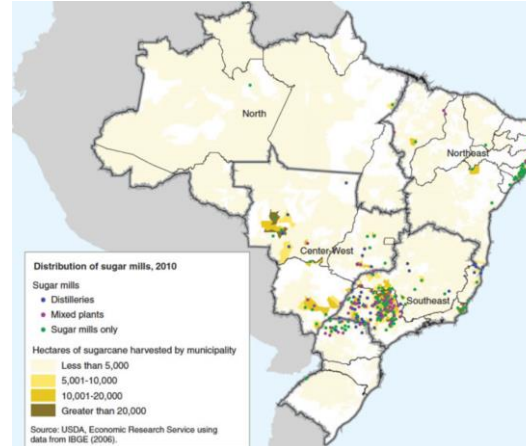 North
Northeast
Center-West
Southeast
Distribution of sugar mills, 2010
Sugar mills
Distilleries
Mixed plants
Sugar mills only
Hectares of sugarcane harvested by municipality
Less than 5,000
5,001-10,000
10,001-20,000
Greater than 20,000
Source: USDA, Economic Research Service using
data from IBGE (2006).